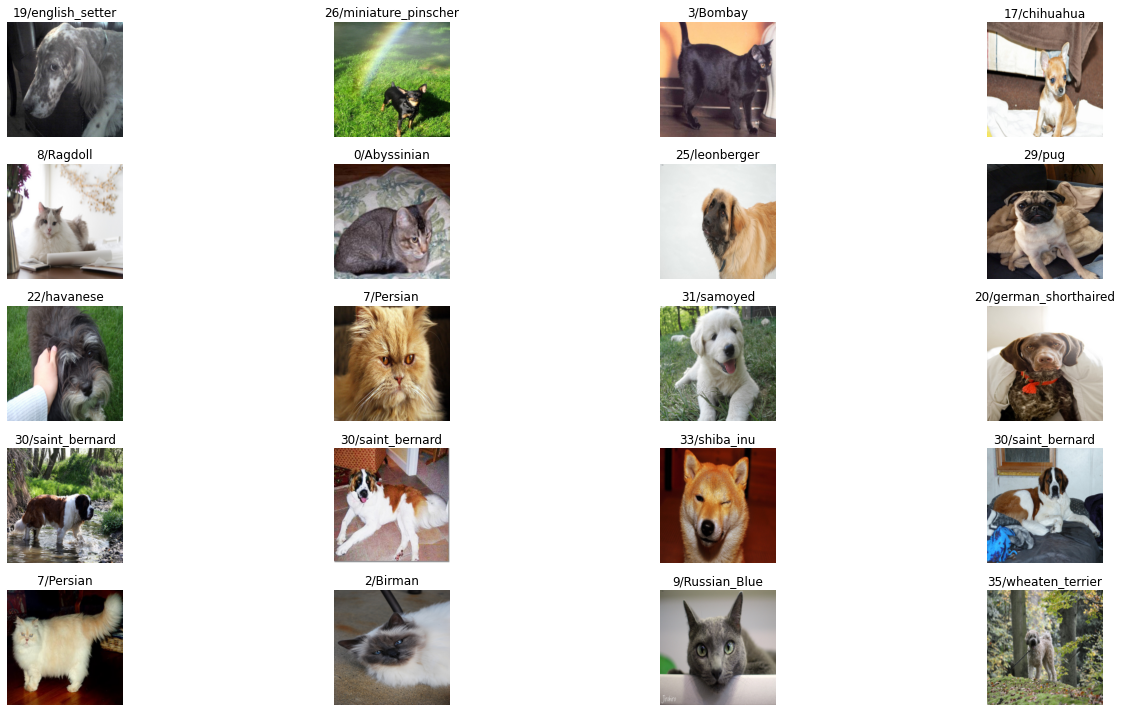 19/english_setter
26/miniature_pinscher
3/Bombay
17/chihuahua
8/Ragdoll
0/Abyssinian
25/leonberger
29/pug
22/havanese
7/Persian
31/samoyed
20/german_shorthaired
30/saint_bernard
30/saint_bernard
33/shiba_inu
30/saint_bernard
7/Persian
2/Birman
9/Russian_Blue
35/wheaten_terrier